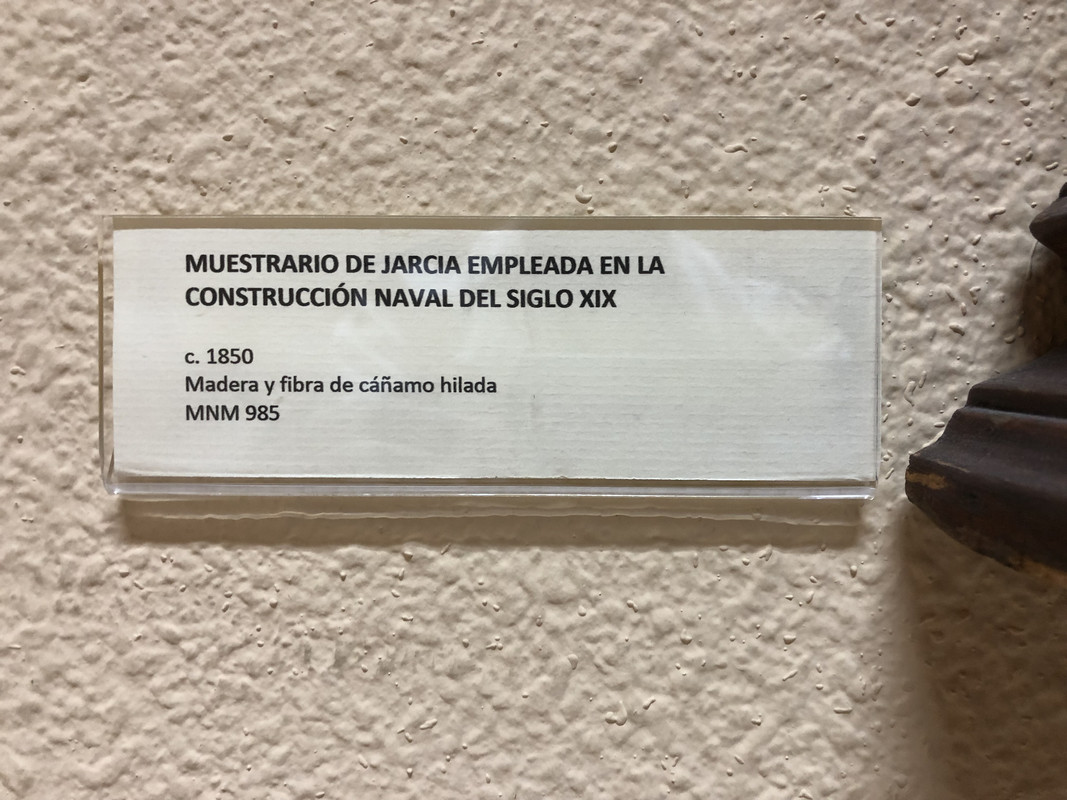 MUESTRARIO DE JARCIA EMPLEADA EN LA
CONSTRUCCIÓN NAVAL DEL SIGLO XIX
c. 1850
Madera y fibra de cáñamo hilada
MNM 985